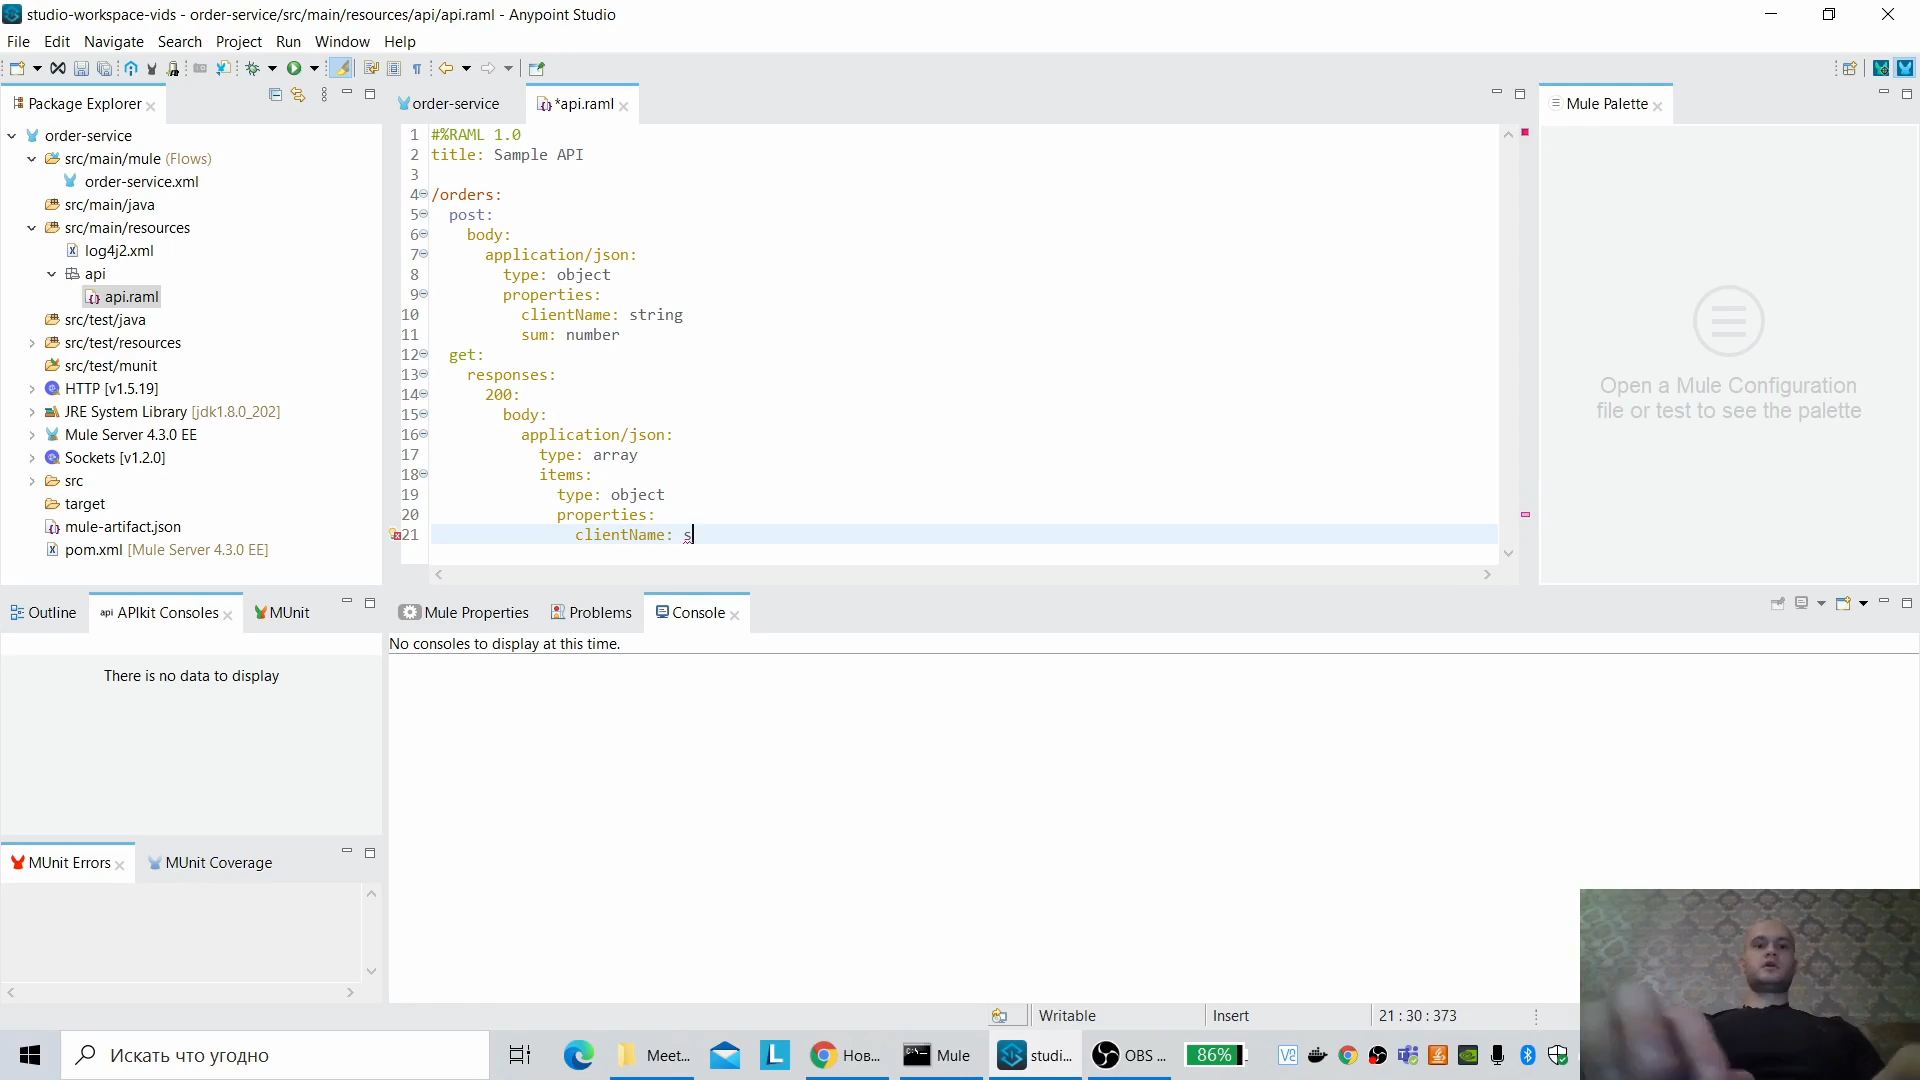 studio-workspace-vids - order-service/src/main/resources/api/api.raml - Anypoint Studio
File Edit Navigate Search Project Run Window Help
Package Explorer
order-service
src/main/mule (Flows)
order-service.xml
src/main/java
src/main/resources
log4j2.xml
api
api.raml
src/test/java
src/test/resources
src/test/munit
HTTP [v1.5.19]
JRE System Library [jdk1.8.0_202]
Mule Server 4.3.0 EE
Sockets [v1.2.0]
src
target
mule-artifact.json
pom.xml [Mule Server 4.3.0 EE]
order-service
*api.raml
1 #%RAML 1.0
2 title: Sample API
3
4 /orders:
5 post:
6 body:
7 application/json:
8 type: object
9 properties:
10 clientName: string
11 sum: number
12 get:
13 responses:
14 200:
15 body:
16 application/json:
17 type: array
18 items:
19 type: object
20 properties:
21 clientName: s
Mule Palette
Open a Mule Configuration
file or test to see the palette
Outline
api APIkit Consoles
MUnit
There is no data to display
MUnit Errors
MUnit Coverage
Mule Properties
Problems
Console
No consoles to display at this time.
Writable
Insert
21 : 30 : 373
Искать что угодно
Meet...
L
Нов...
Mule
studi...
OBS ...
86%